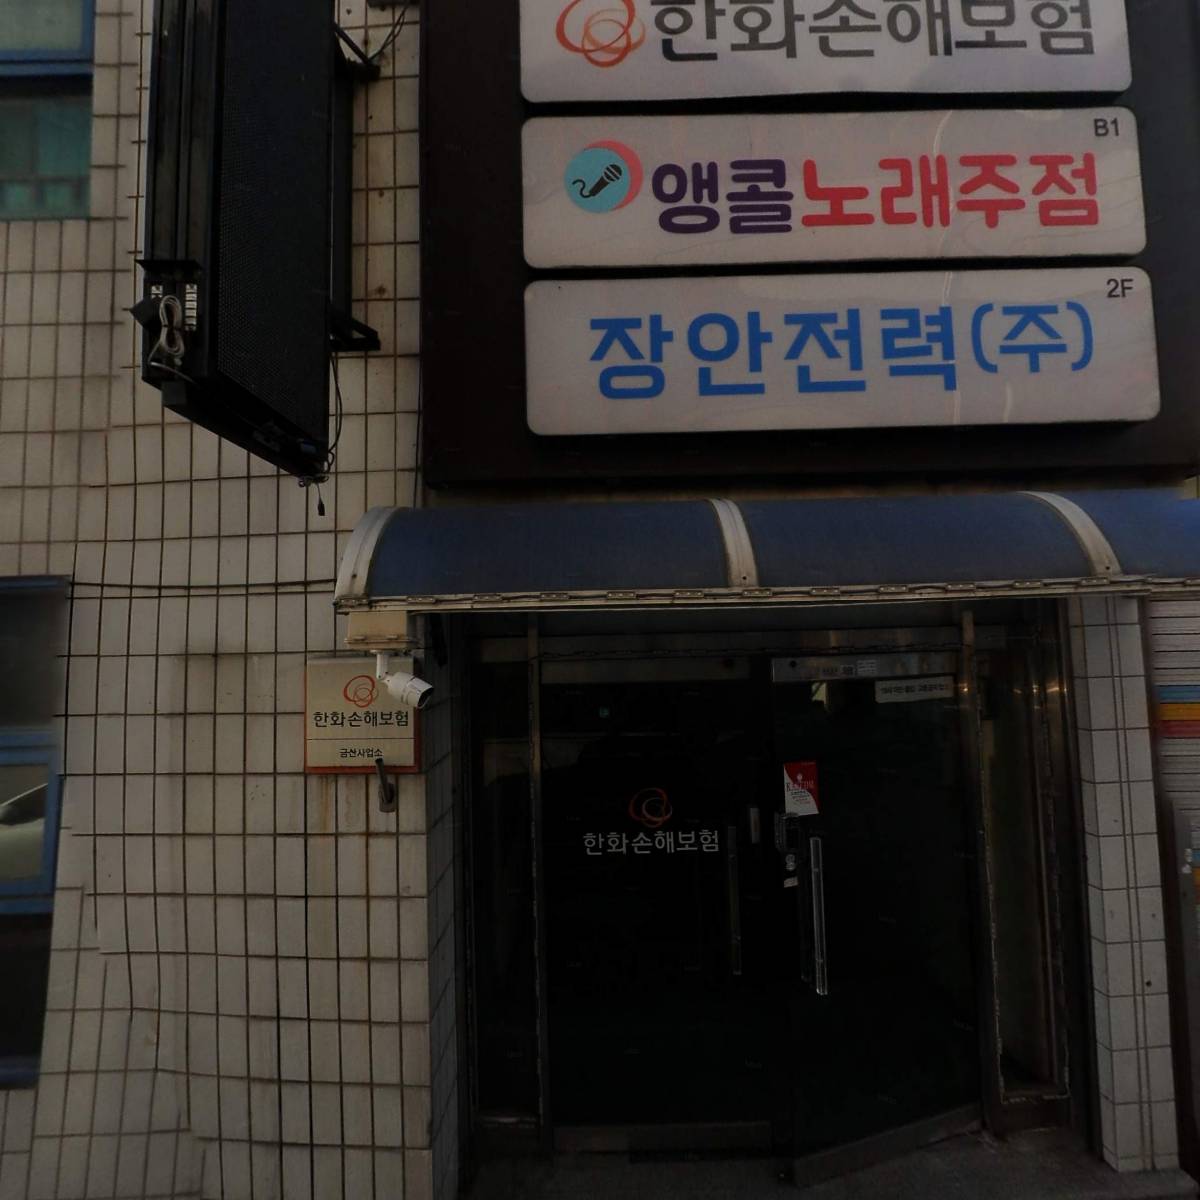 한화손해보험
B1
앵콜노래주점
2F
장안전력(주)
한화손해보험
금산사업소
한화손해보험